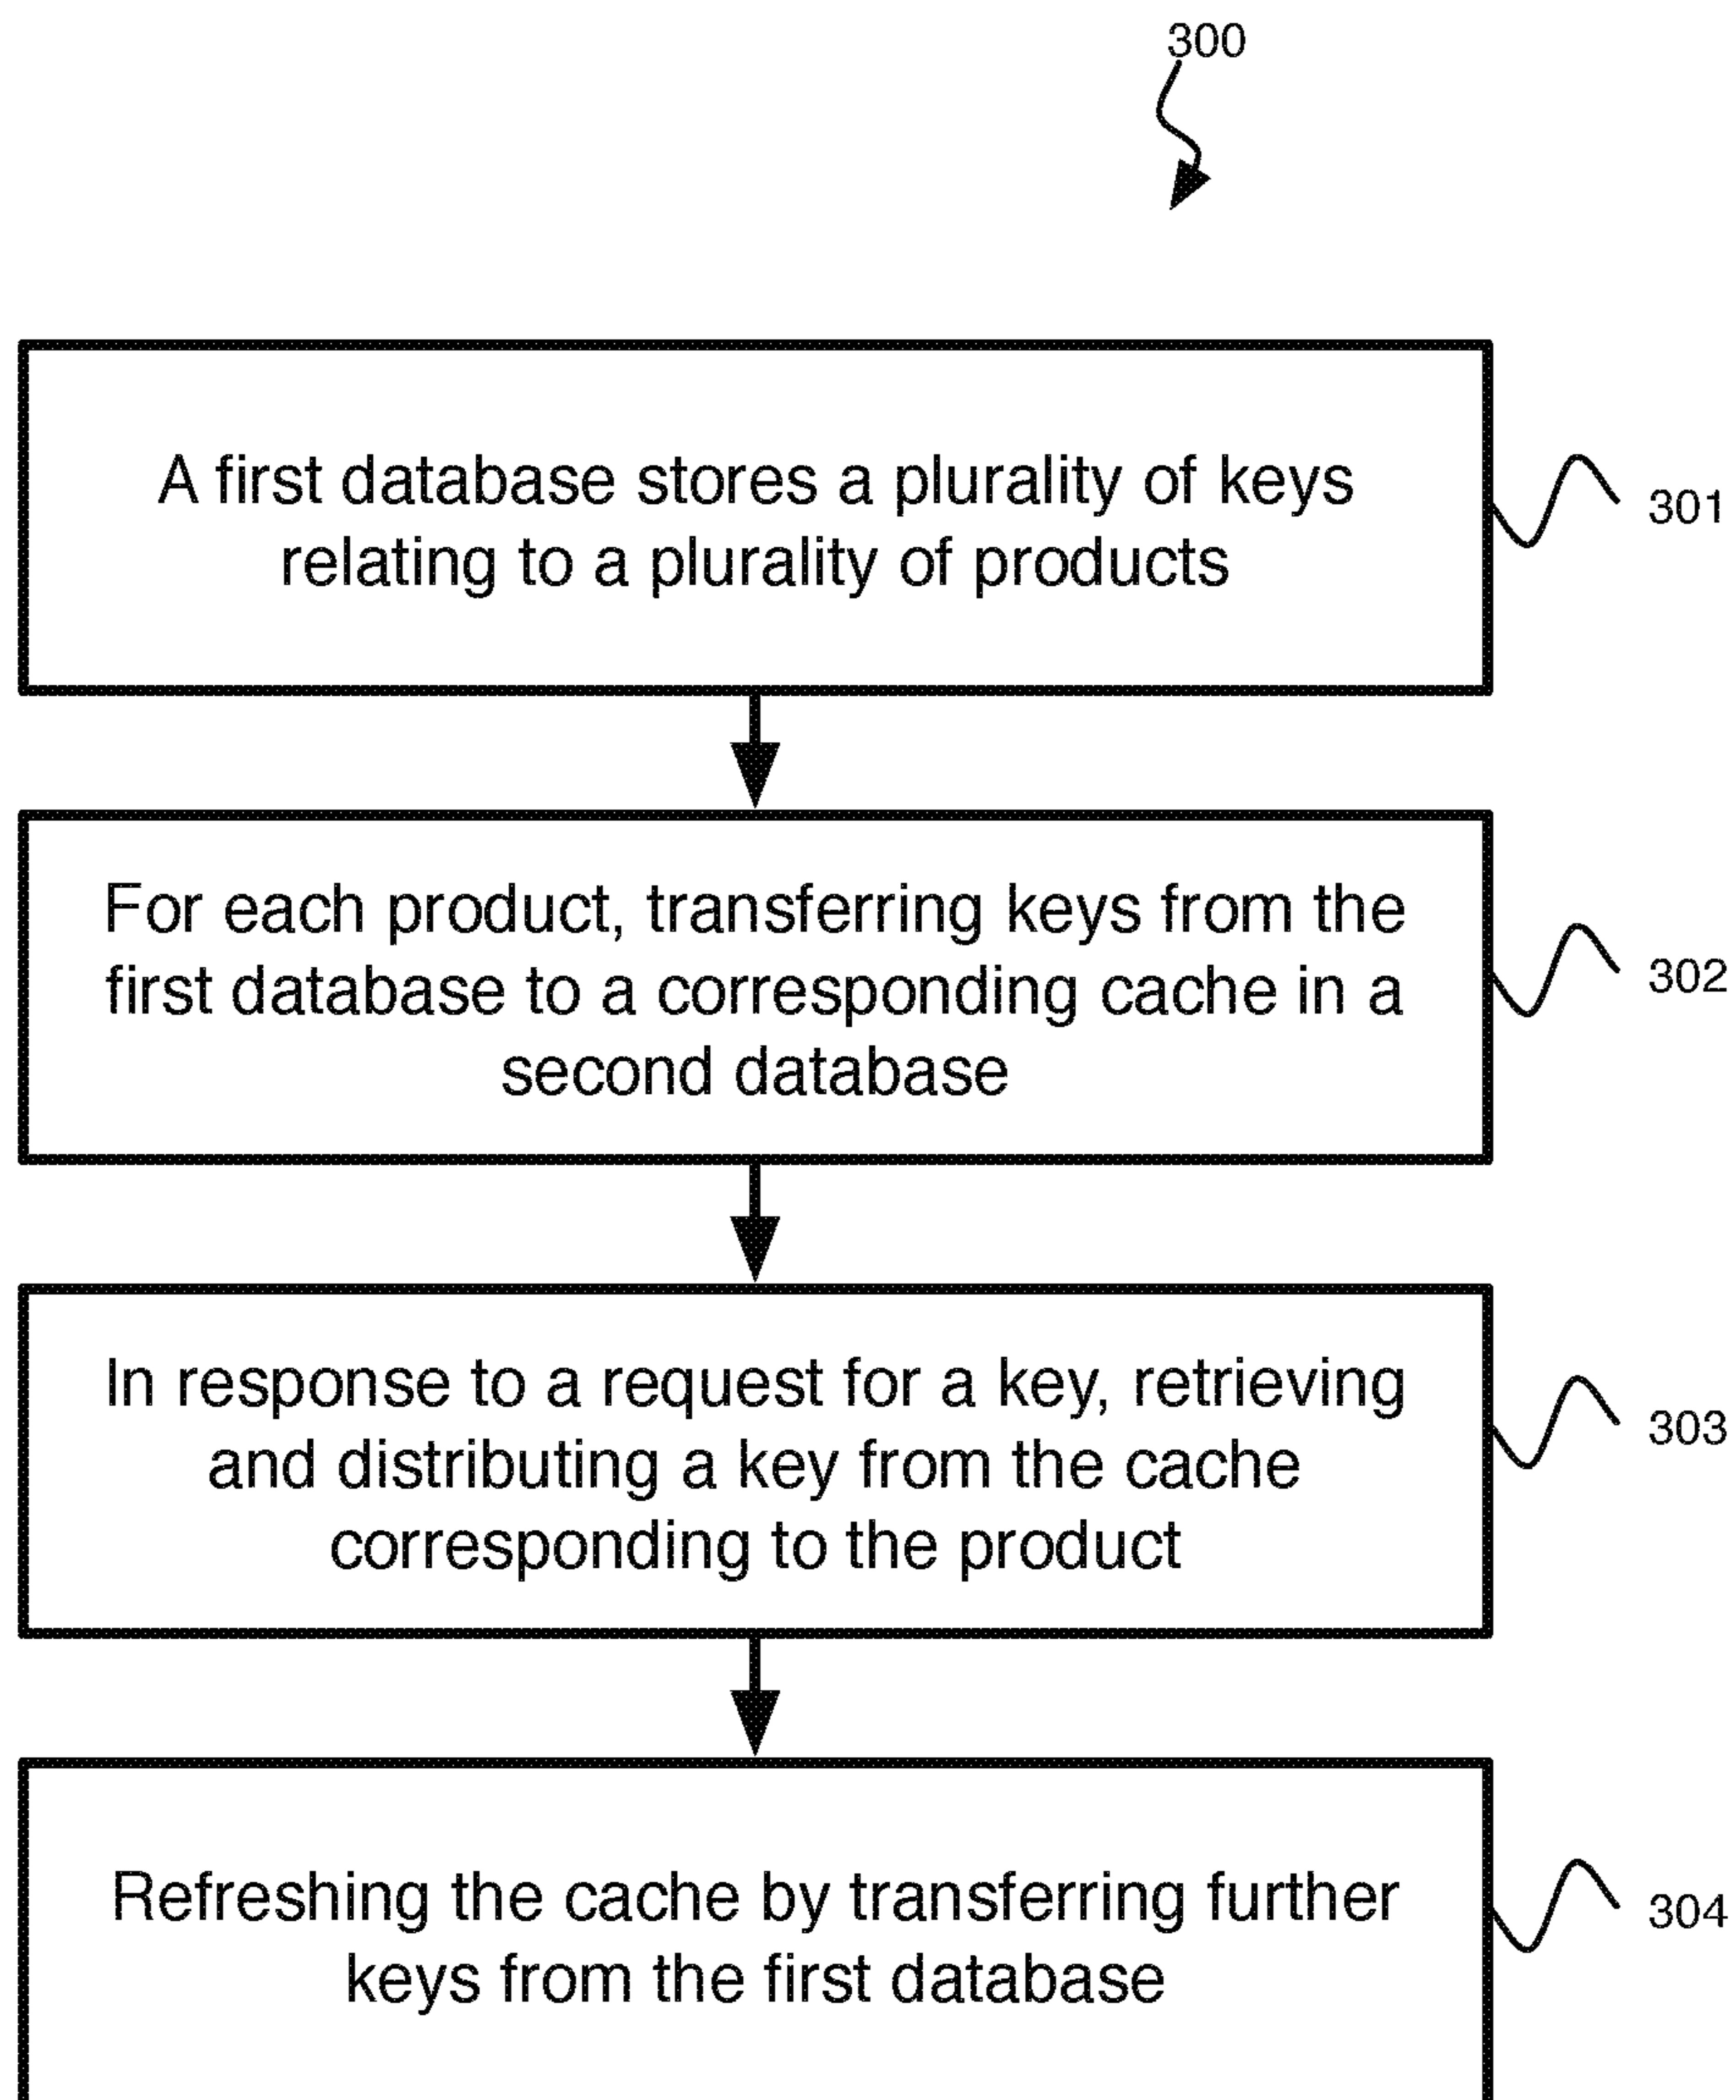 300
A first database stores a plurality of keys
relating to a plurality of products
301
For each product, transferring keys from the
first database to a corresponding cache in a
second database
302
In response to a request for a key, retrieving
and distributing a key from the cache
corresponding to the product
303
Refreshing the cache by transferring further
keys from the first database
304